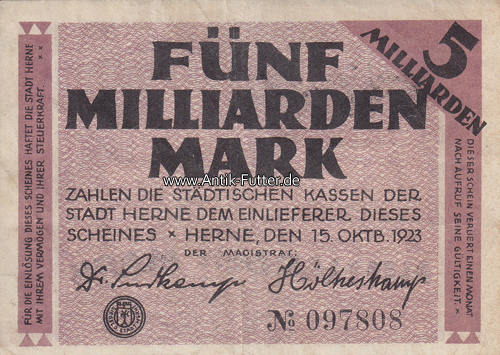 FÜNF
MILLIARDEN
MARK
5
MILLIARDEN
www.Antik-Futter.de
ZAHLEN DIE STÄDTISCHEN KASSEN DER
STADT HERNE DEM EINLIEFERER DIESES
SCHEINES × HERNE, DEN 15. OKTB. 1923
DER MAGISTRAT.
Hölkeskamp
No 097808
FÜR DIE EINLÖSUNG DIESES SCHEINES HAFTET DIE STADT HERNE
MIT IHREM VERMÖGEN UND IHRER STEUERKRAFT. × ×
DIESER SCHEIN VERLIERT EINEN MONAT
NACH AUFRUF SEINE GÜLTIGKEIT. ×